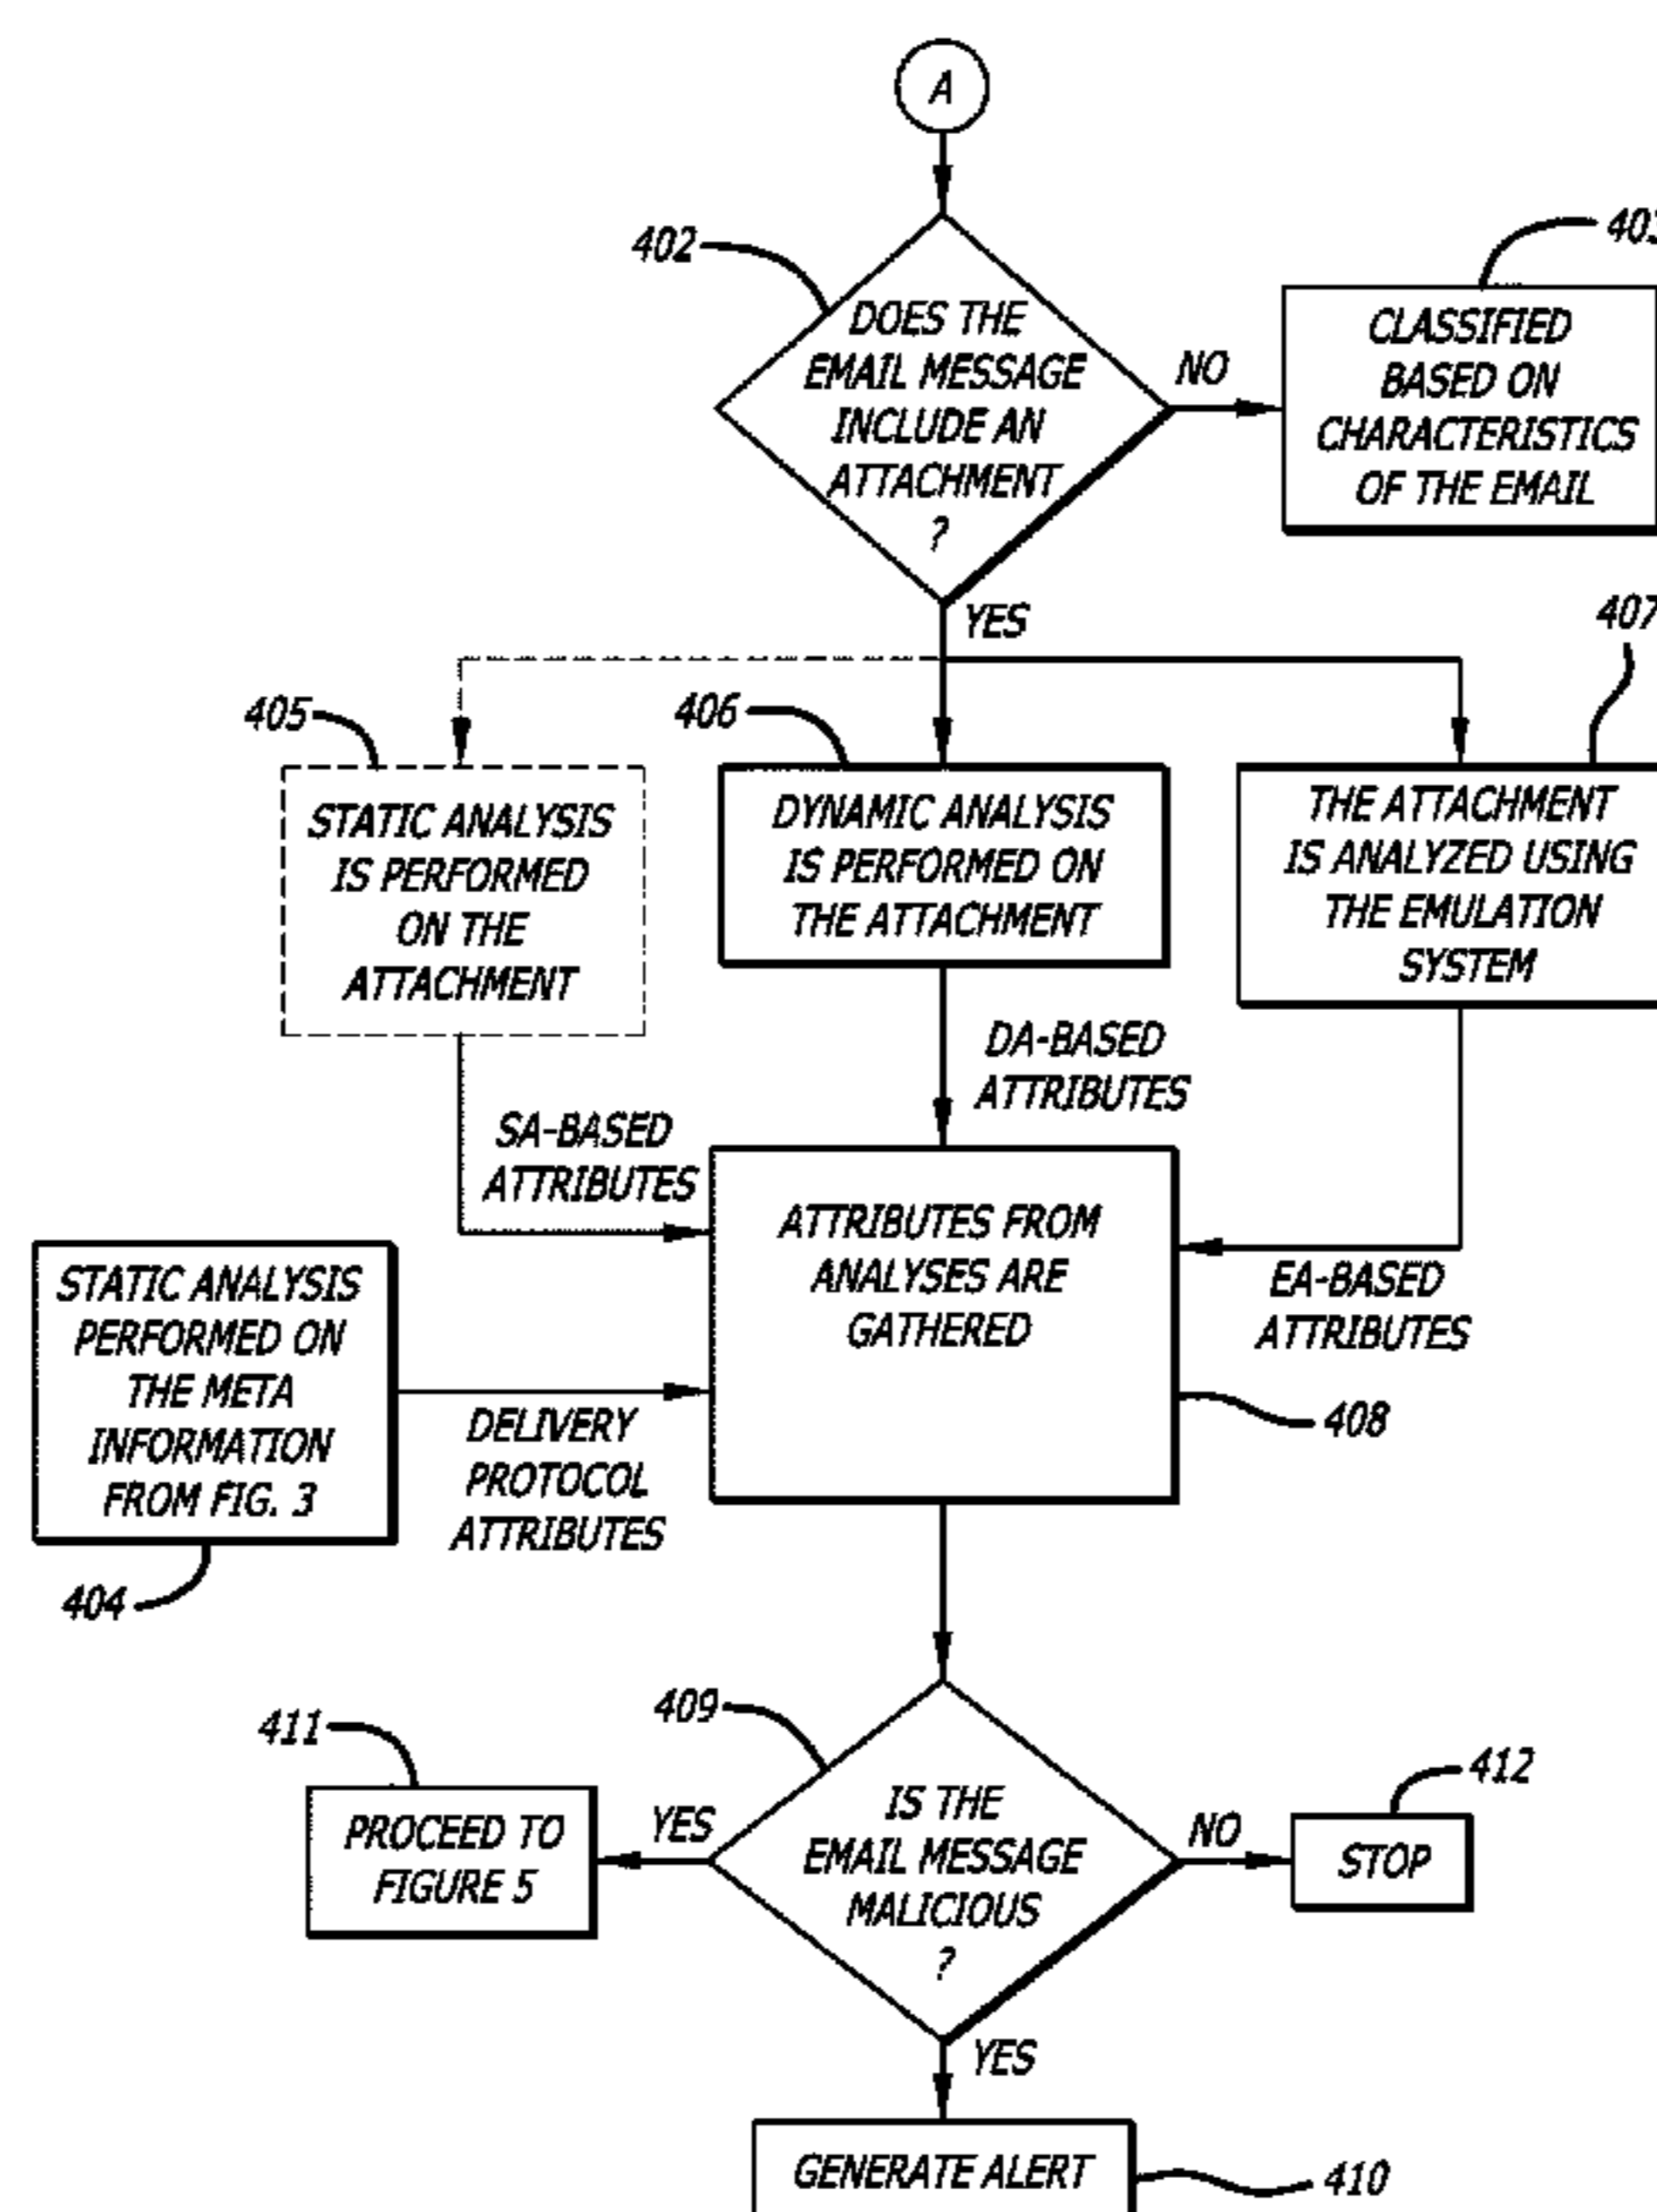 A
402
DOES THE
EMAIL MESSAGE
INCLUDE AN
ATTACHMENT
?
NO
403
CLASSIFIED
BASED ON
CHARACTERISTICS
OF THE EMAIL
YES
405
STATIC ANALYSIS
IS PERFORMED
ON THE
ATTACHMENT
406
DYNAMIC ANALYSIS
IS PERFORMED ON
THE ATTACHMENT
407
THE ATTACHMENT
IS ANALYZED USING
THE EMULATION
SYSTEM
SA-BASED
ATTRIBUTES
DA-BASED
ATTRIBUTES
EA-BASED
ATTRIBUTES
STATIC ANALYSIS
PERFORMED ON
THE META
INFORMATION
FROM FIG. 3
404
DELIVERY
PROTOCOL
ATTRIBUTES
ATTRIBUTES FROM
ANALYSES ARE
GATHERED
408
409
IS THE
EMAIL MESSAGE
MALICIOUS
?
YES
411
PROCEED TO
FIGURE 5
NO
412
STOP
YES
GENERATE ALERT
410